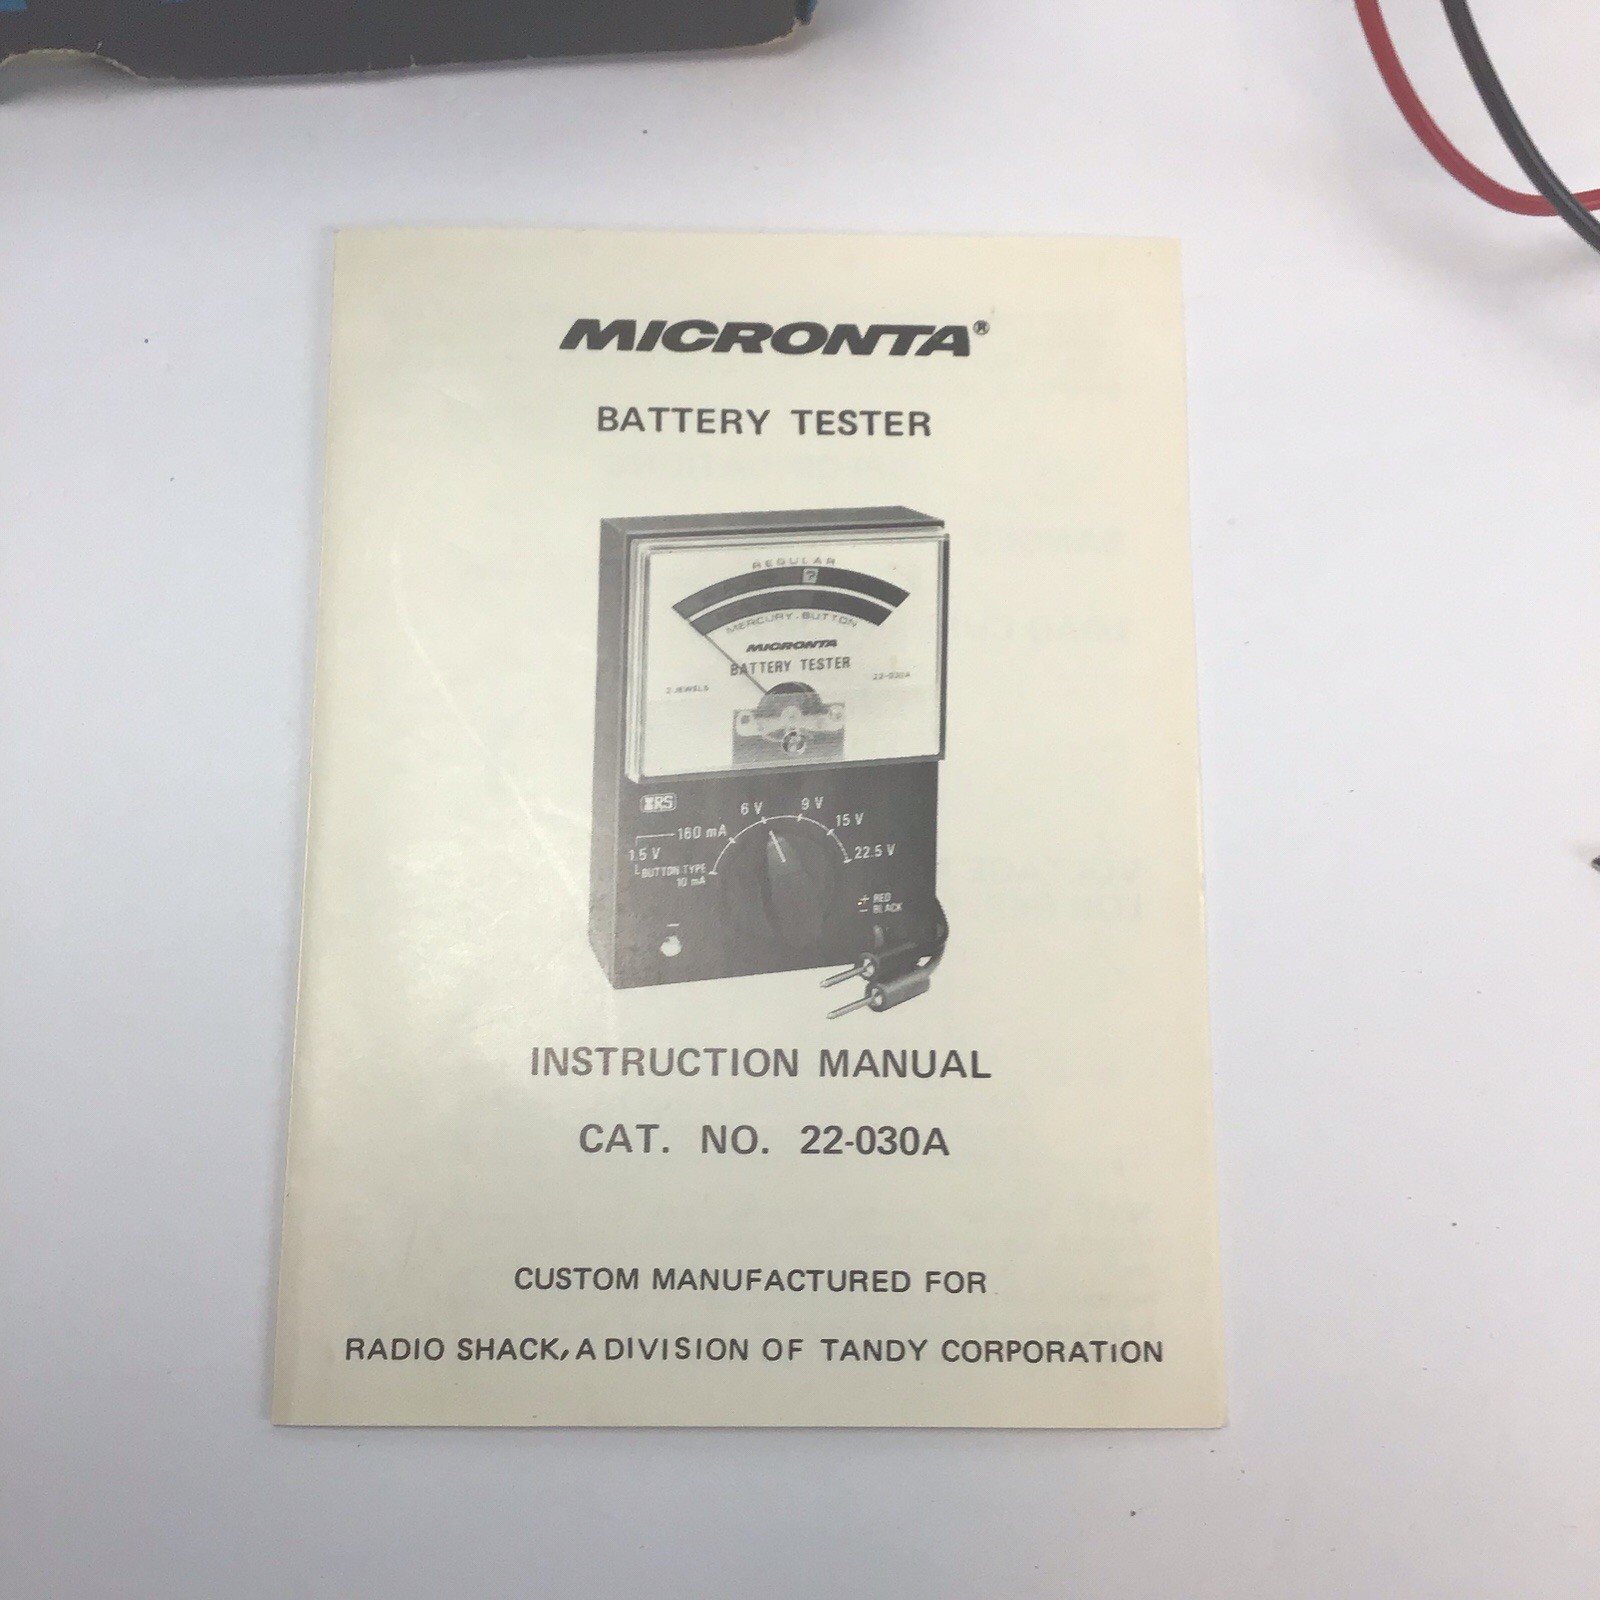 MICRONTA®
BATTERY TESTER
REGULAR
?
MERCURY-BUTTON
MICRONTA
BATTERY TESTER
2 JEWELS
22-030A
RS
6 V
9 V
160 mA
15 V
1.5 V
22.5 V
BUTTON TYPE
10 mA
+ RED
- BLACK
INSTRUCTION MANUAL
CAT. NO. 22-030A
CUSTOM MANUFACTURED FOR
RADIO SHACK, A DIVISION OF TANDY CORPORATION